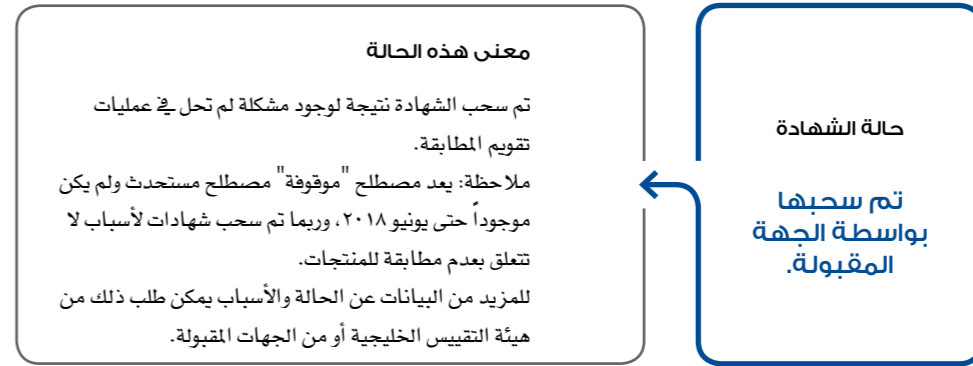 حالة الشهادة
تم سحبها
بواسطة الجهة
المقبولة.
معنى هذه الحالة
تم سحب الشهادة نتيجة لوجود مشكلة لم تحل في عمليات
تقويم المطابقة.
ملاحظة: يعد مصطلح "موقوفة" مصطلح مستحدث ولم يكن
موجوداً حتى يونيو ٢٠١٨، وربما تم سحب شهادات لأسباب لا
تتعلق بعدم مطابقة للمنتجات.
للمزيد من البيانات عن الحالة والأسباب يمكن طلب ذلك من
هيئة التقييس الخليجية أو من الجهات المقبولة.